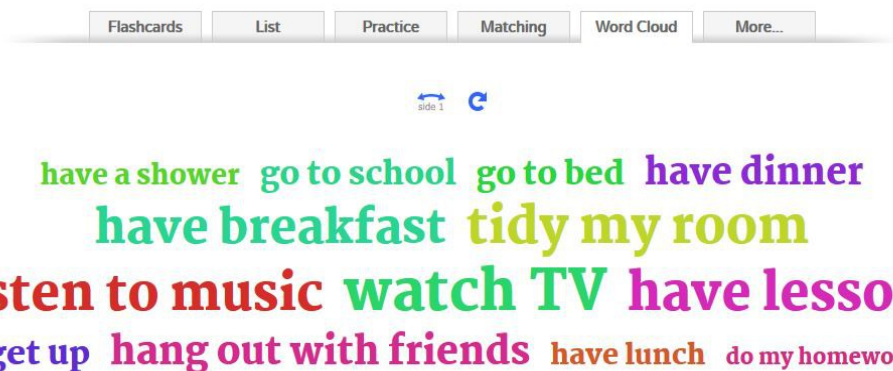 Flashcards List Practice Matching Word Cloud More...
side 1
have a shower go to school go to bed have dinner
have breakfast tidy my room
sten to music watch TV have lesso
get up hang out with friends have lunch do my homewo